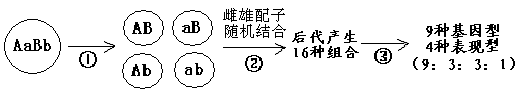 AaBb
①
AB
aB
Ab
ab
雌雄配子
随机结合
②
后代产生
16种组合
③
9种基因型
4种表现型
（9：3：3：1）